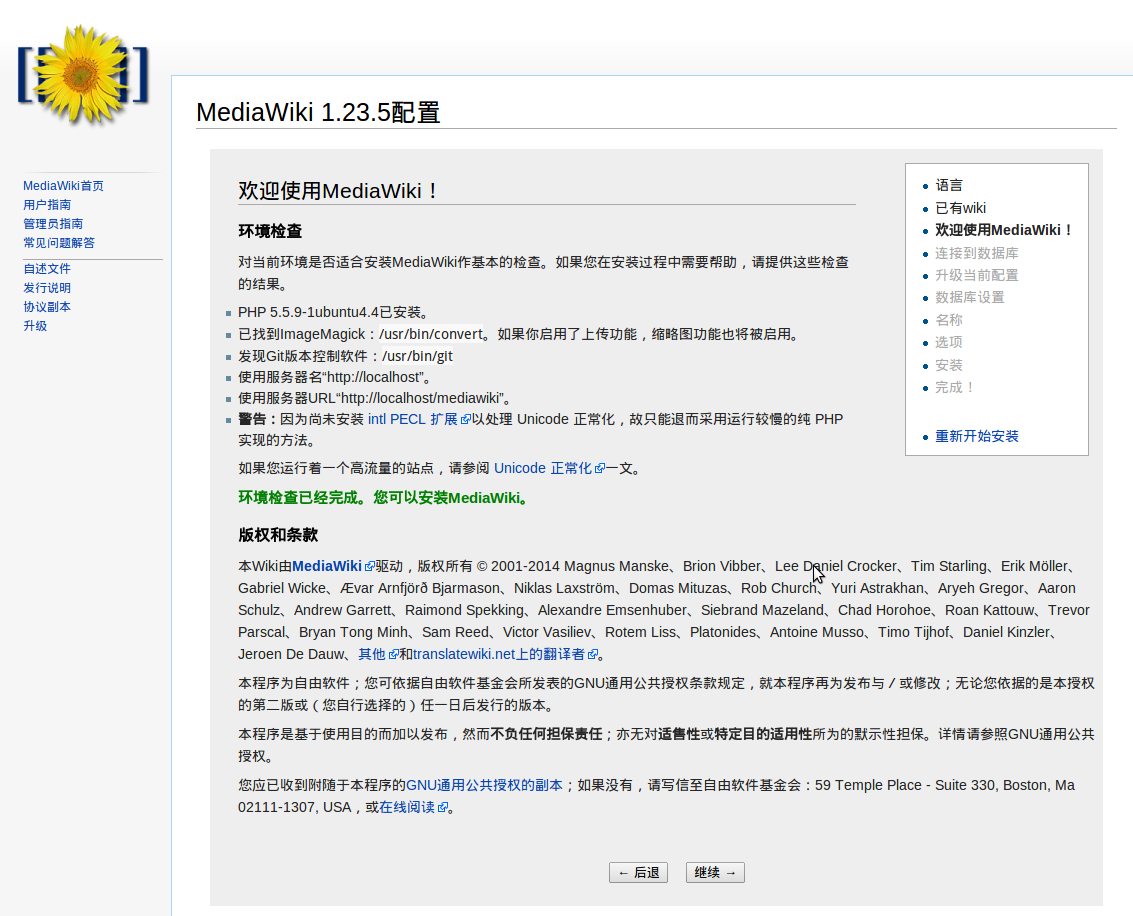 MediaWiki 1.23.5配置
MediaWiki首页
用户指南
管理员指南
常见问题解答
自述文件
发行说明
协议副本
升级
欢迎使用MediaWiki！
环境检查
对当前环境是否适合安装MediaWiki作基本的检查。如果您在安装过程中需要帮助，请提供这些检查
的结果。
PHP 5.5.9-1ubuntu4.4已安装。
已找到ImageMagick：/usr/bin/convert。如果你启用了上传功能，缩略图功能也将被启用。
发现Git版本控制软件：/usr/bin/git
使用服务器名“http://localhost”。
使用服务器URL“http://localhost/mediawiki”。
警告：因为尚未安装 intl PECL 扩展以处理 Unicode 正常化，故只能退而采用运行较慢的纯 PHP
实现的方法。
如果您运行着一个高流量的站点，请参阅 Unicode 正常化一文。
环境检查已经完成。您可以安装MediaWiki。
版权和条款
本Wiki由MediaWiki驱动，版权所有 © 2001-2014 Magnus Manske、Brion Vibber、Lee Daniel Crocker、Tim Starling、Erik Möller、
Gabriel Wicke、Ævar Arnfjörð Bjarmason、Niklas Laxström、Domas Mituzas、Rob Church、Yuri Astrakhan、Aryeh Gregor、Aaron
Schulz、Andrew Garrett、Raimond Spekking、Alexandre Emsenhuber、Siebrand Mazeland、Chad Horohoe、Roan Kattouw、Trevor
Parscal、Bryan Tong Minh、Sam Reed、Victor Vasiliev、Rotem Liss、Platonides、Antoine Musso、Timo Tijhof、Daniel Kinzler、
Jeroen De Dauw、其他和translatewiki.net上的翻译者。
本程序为自由软件；您可依据自由软件基金会所发表的GNU通用公共授权条款规定，就本程序再为发布与／或修改；无论您依据的是本授权
的第二版或（您自行选择的）任一日后发行的版本。
本程序是基于使用目的而加以发布，然而不负任何担保责任；亦无对适售性或特定目的适用性所为的默示性担保。详情请参照GNU通用公共
授权。
您应已收到附随于本程序的GNU通用公共授权的副本；如果没有，请写信至自由软件基金会：59 Temple Place - Suite 330, Boston, Ma
02111-1307, USA，或在线阅读。
← 后退
继续 →
语言
已有wiki
欢迎使用MediaWiki！
连接到数据库
升级当前配置
数据库设置
名称
选项
安装
完成！
重新开始安装